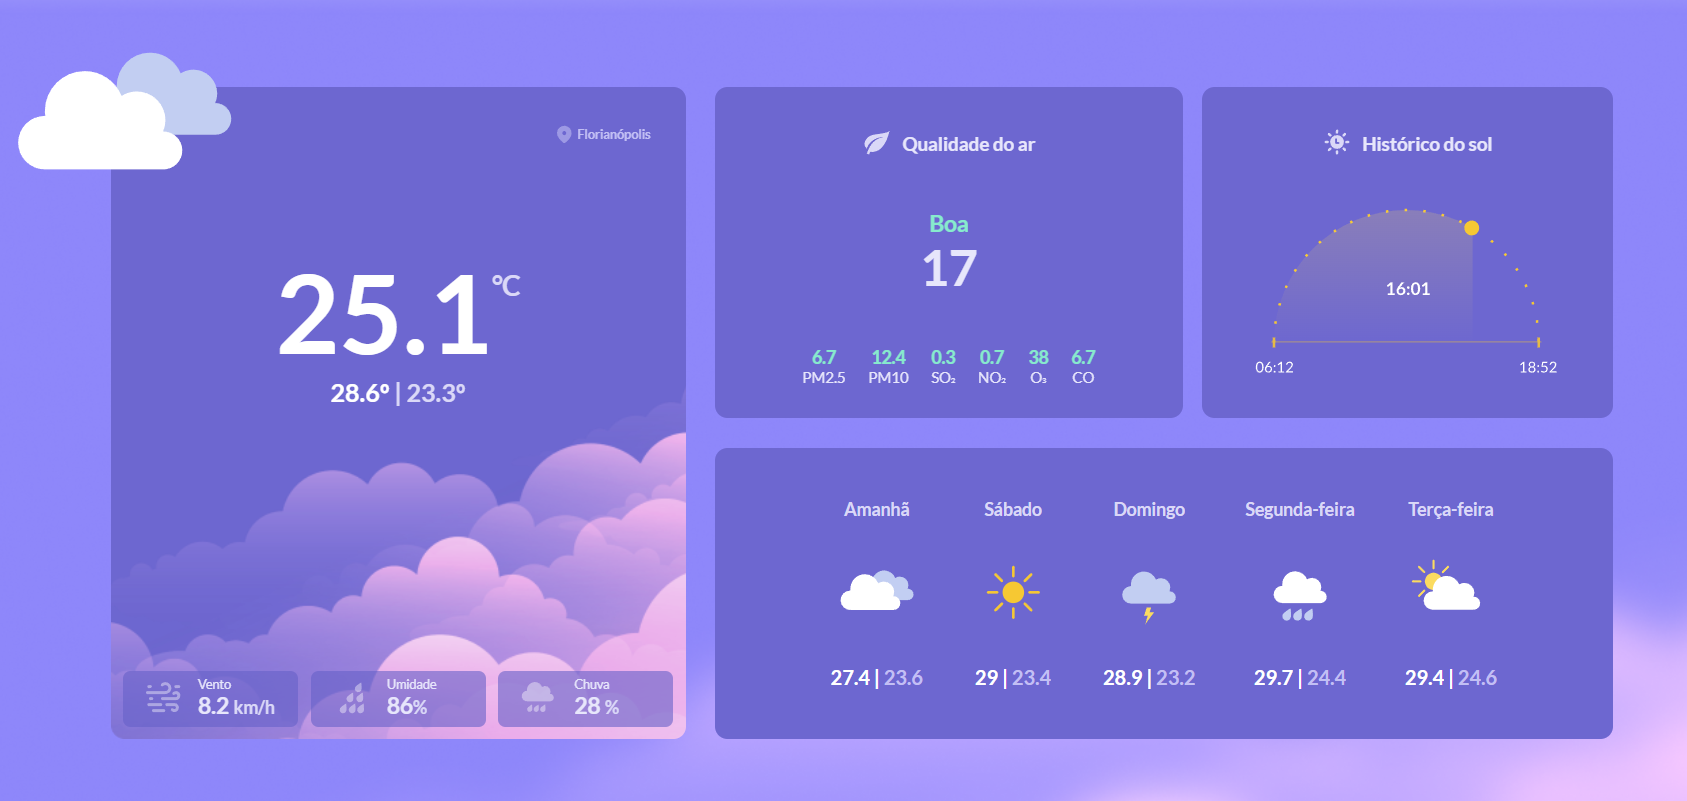 Florianópolis
25.1 °C
28.6° | 23.3°
Vento
8.2 km/h
Umidade
86%
Chuva
28 %
Qualidade do ar
Boa
17
6.7 12.4 0.3 0.7 38 6.7
PM2.5 PM10 SO₂ NO₂ O₃ CO
Histórico do sol
16:01
06:12 18:52
Amanhã Sábado Domingo Segunda-feira Terça-feira
27.4 | 23.6 29 | 23.4 28.9 | 23.2 29.7 | 24.4 29.4 | 24.6